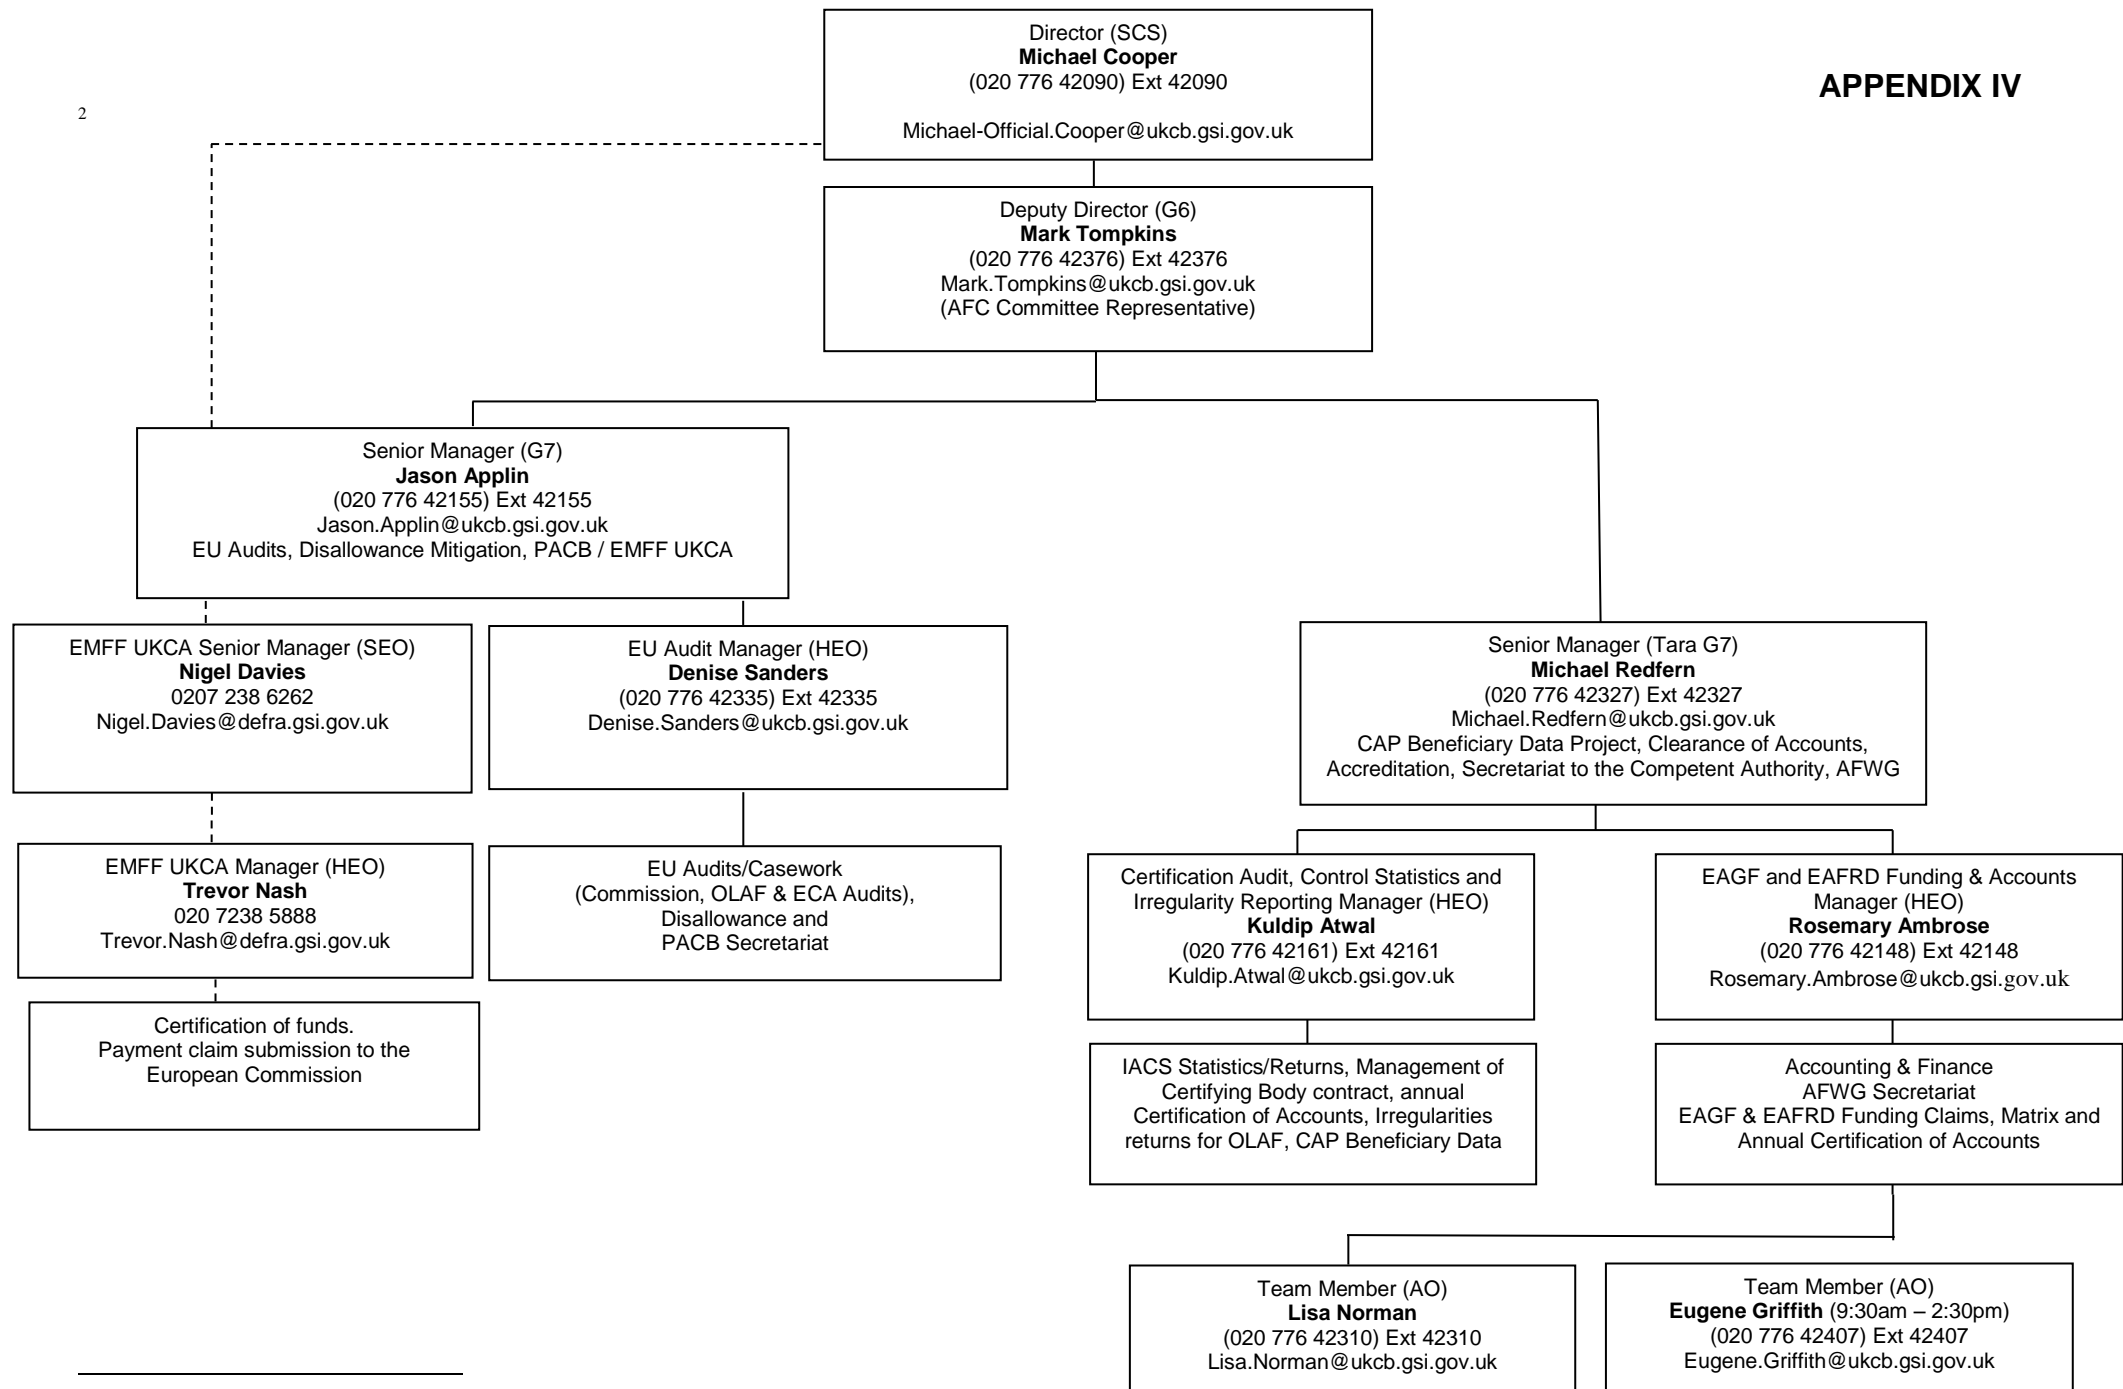 Director (SCS)
Michael Cooper
(020 776 42090) Ext 42090
Michael-Official.Cooper@ukcb.gsi.gov.uk
APPENDIX IV
2
Deputy Director (G6)
Mark Tompkins
(020 776 42376) Ext 42376
Mark.Tompkins@ukcb.gsi.gov.uk
(AFC Committee Representative)
Senior Manager (G7)
Jason Applin
(020 776 42155) Ext 42155
Jason.Applin@ukcb.gsi.gov.uk
EU Audits, Disallowance Mitigation, PACB / EMFF UKCA
EMFF UKCA Senior Manager (SEO)
Nigel Davies
0207 238 6262
Nigel.Davies@defra.gsi.gov.uk
EU Audit Manager (HEO)
Denise Sanders
(020 776 42335) Ext 42335
Denise.Sanders@ukcb.gsi.gov.uk
Senior Manager (Tara G7)
Michael Redfern
(020 776 42327) Ext 42327
Michael.Redfern@ukcb.gsi.gov.uk
CAP Beneficiary Data Project, Clearance of Accounts,
Accreditation, Secretariat to the Competent Authority, AFWG
EMFF UKCA Manager (HEO)
Trevor Nash
020 7238 5888
Trevor.Nash@defra.gsi.gov.uk
EU Audits/Casework
(Commission, OLAF & ECA Audits),
Disallowance and
PACB Secretariat
Certification Audit, Control Statistics and
Irregularity Reporting Manager (HEO)
Kuldip Atwal
(020 776 42161) Ext 42161
Kuldip.Atwal@ukcb.gsi.gov.uk
EAGF and EAFRD Funding & Accounts
Manager (HEO)
Rosemary Ambrose
(020 776 42148) Ext 42148
Rosemary.Ambrose@ukcb.gsi.gov.uk
Certification of funds.
Payment claim submission to the
European Commission
IACS Statistics/Returns, Management of
Certifying Body contract, annual
Certification of Accounts, Irregularities
returns for OLAF, CAP Beneficiary Data
Accounting & Finance
AFWG Secretariat
EAGF & EAFRD Funding Claims, Matrix and
Annual Certification of Accounts
Team Member (AO)
Lisa Norman
(020 776 42310) Ext 42310
Lisa.Norman@ukcb.gsi.gov.uk
Team Member (AO)
Eugene Griffith (9:30am – 2:30pm)
(020 776 42407) Ext 42407
Eugene.Griffith@ukcb.gsi.gov.uk